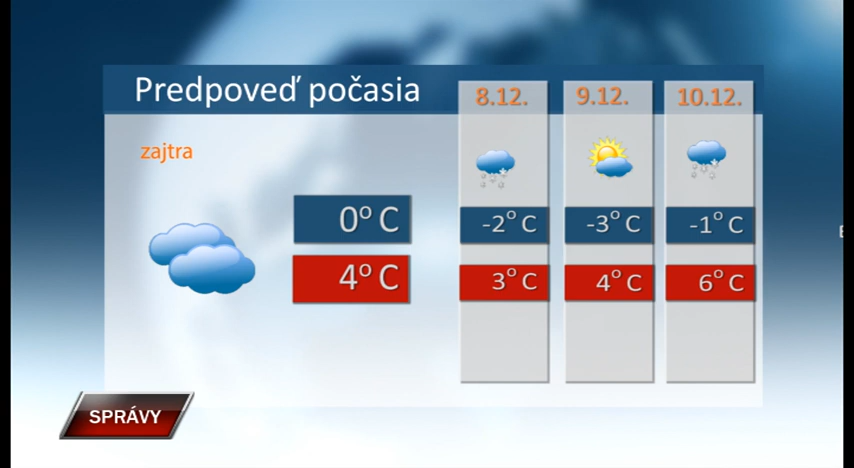 Predpoveď počasia
zajtra
0° C
4° C
8.12. 9.12. 10.12.
-2° C -3° C -1° C
3° C 4° C 6° C
SPRÁVY